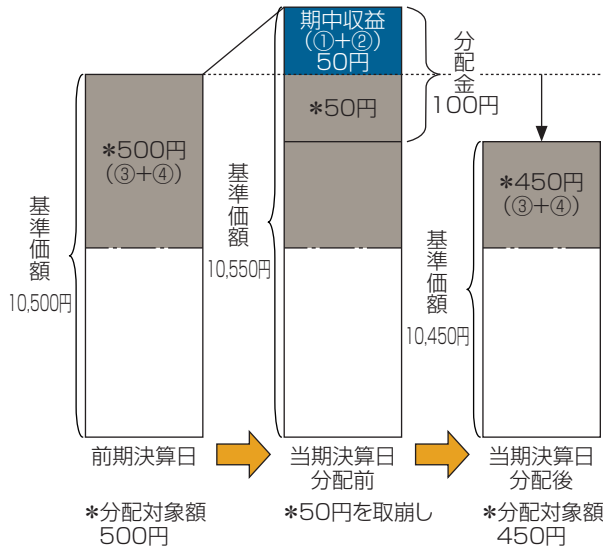 期中収益
(①+②)
50円
分配金
100円
*50円
*500円
(③+④)
*450円
(③+④)
基準価額
10,500円
基準価額
10,550円
基準価額
10,450円
前期決算日
当期決算日
分配前
当期決算日
分配後
*分配対象額
500円
*50円を取崩し
*分配対象額
450円